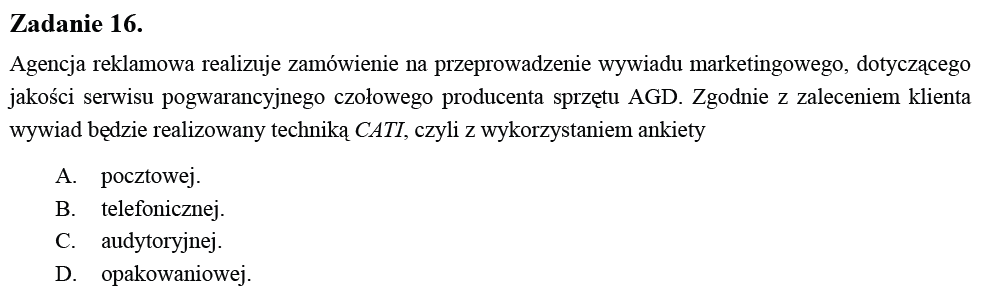 Zadanie 16.
Agencja reklamowa realizuje zamówienie na przeprowadzenie wywiadu marketingowego, dotyczącego
jakości serwisu pogwarancyjnego czołowego producenta sprzętu AGD. Zgodnie z zaleceniem klienta
wywiad będzie realizowany techniką CATI, czyli z wykorzystaniem ankiety
A. pocztowej.
B. telefonicznej.
C. audytoryjnej.
D. opakowaniowej.